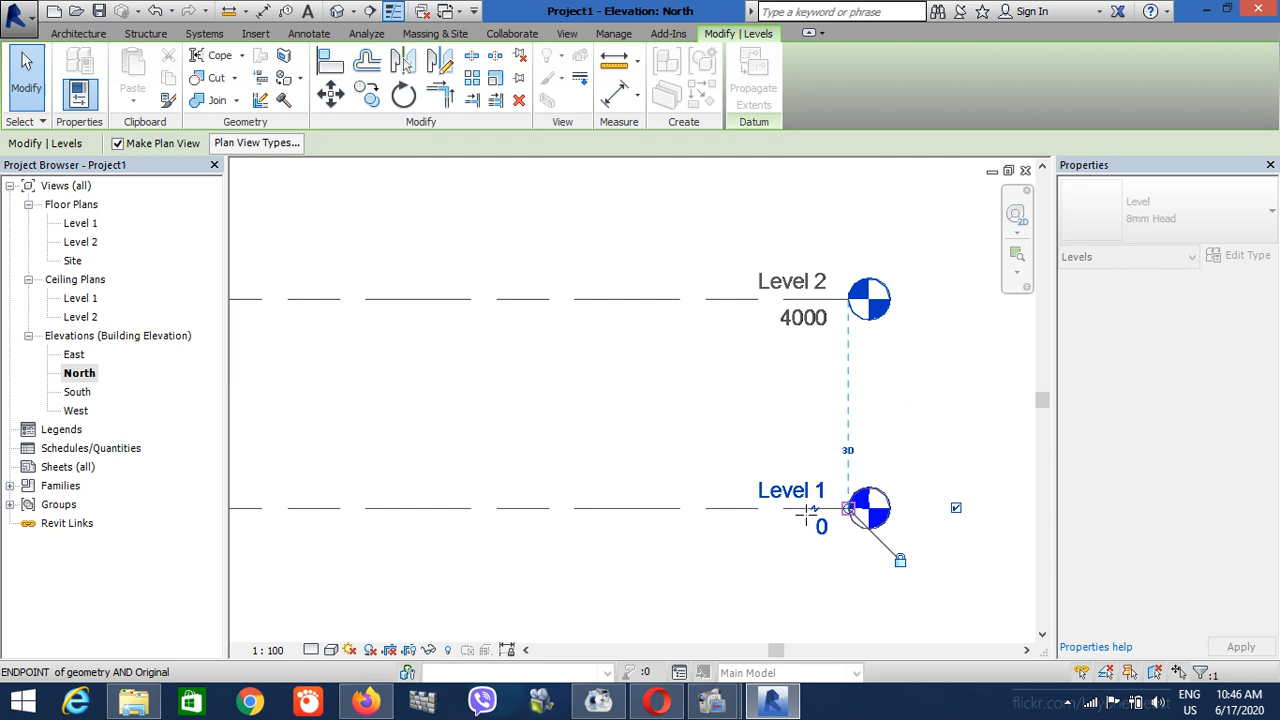 Project1 - Elevation: North
Type a keyword or phrase
Sign In
Architecture Structure Systems Insert Annotate Analyze Massing & Site Collaborate View Manage Add-Ins Modify | Levels
Modify
Paste
Cope
Cut
Join
Propagate
Extents
Select Properties Clipboard Geometry Modify View Measure Create Datum
Modify | Levels Make Plan View Plan View Types...
Project Browser - Project1
Views (all)
Floor Plans
Level 1
Level 2
Site
Ceiling Plans
Level 1
Level 2
Elevations (Building Elevation)
East
North
South
West
Legends
Schedules/Quantities
Sheets (all)
Families
Groups
Revit Links
2D
Level 2
4000
3D
Level 1
0
Properties
Level
8mm Head
Levels
Edit Type
Properties help
Apply
1 : 100
ENDPOINT of geometry AND Original
:0
Main Model
:1
ENG
US
10:46 AM
6/17/2020